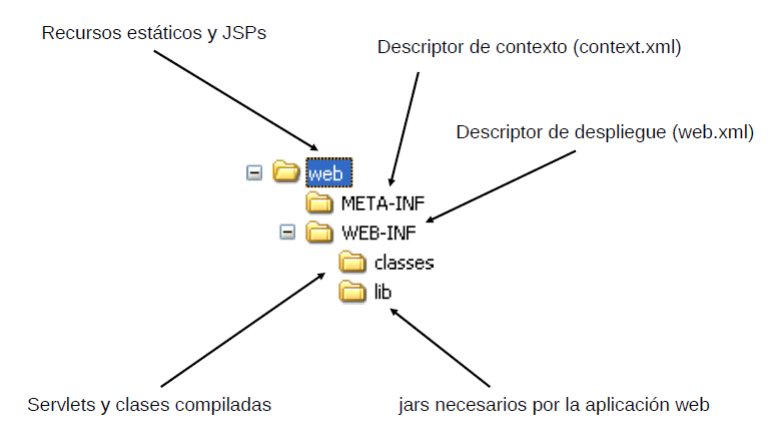 Recursos estáticos y JSPs
Descriptor de contexto (context.xml)
Descriptor de despliegue (web.xml)
web
META-INF
WEB-INF
classes
lib
Servlets y clases compiladas
jars necesarios por la aplicación web